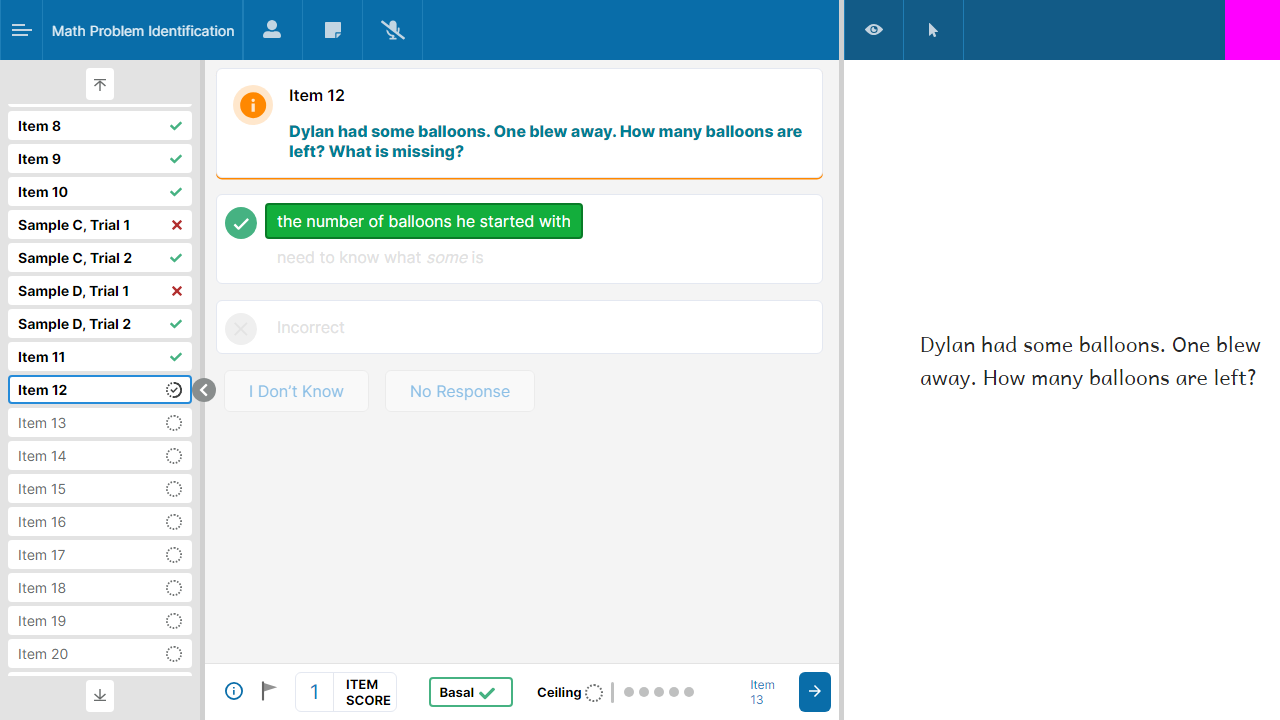 Math Problem Identification
Item 8
Item 9
Item 10
Sample C, Trial 1
Sample C, Trial 2
Sample D, Trial 1
Sample D, Trial 2
Item 11
Item 12
Item 13
Item 14
Item 15
Item 16
Item 17
Item 18
Item 19
Item 20
Item 12
Dylan had some balloons. One blew away. How many balloons are
left? What is missing?
the number of balloons he started with
need to know what some is
Incorrect
I Don't Know
No Response
1
ITEM
SCORE
Basal
Ceiling
Item
13
Dylan had some balloons. One blew
away. How many balloons are left?